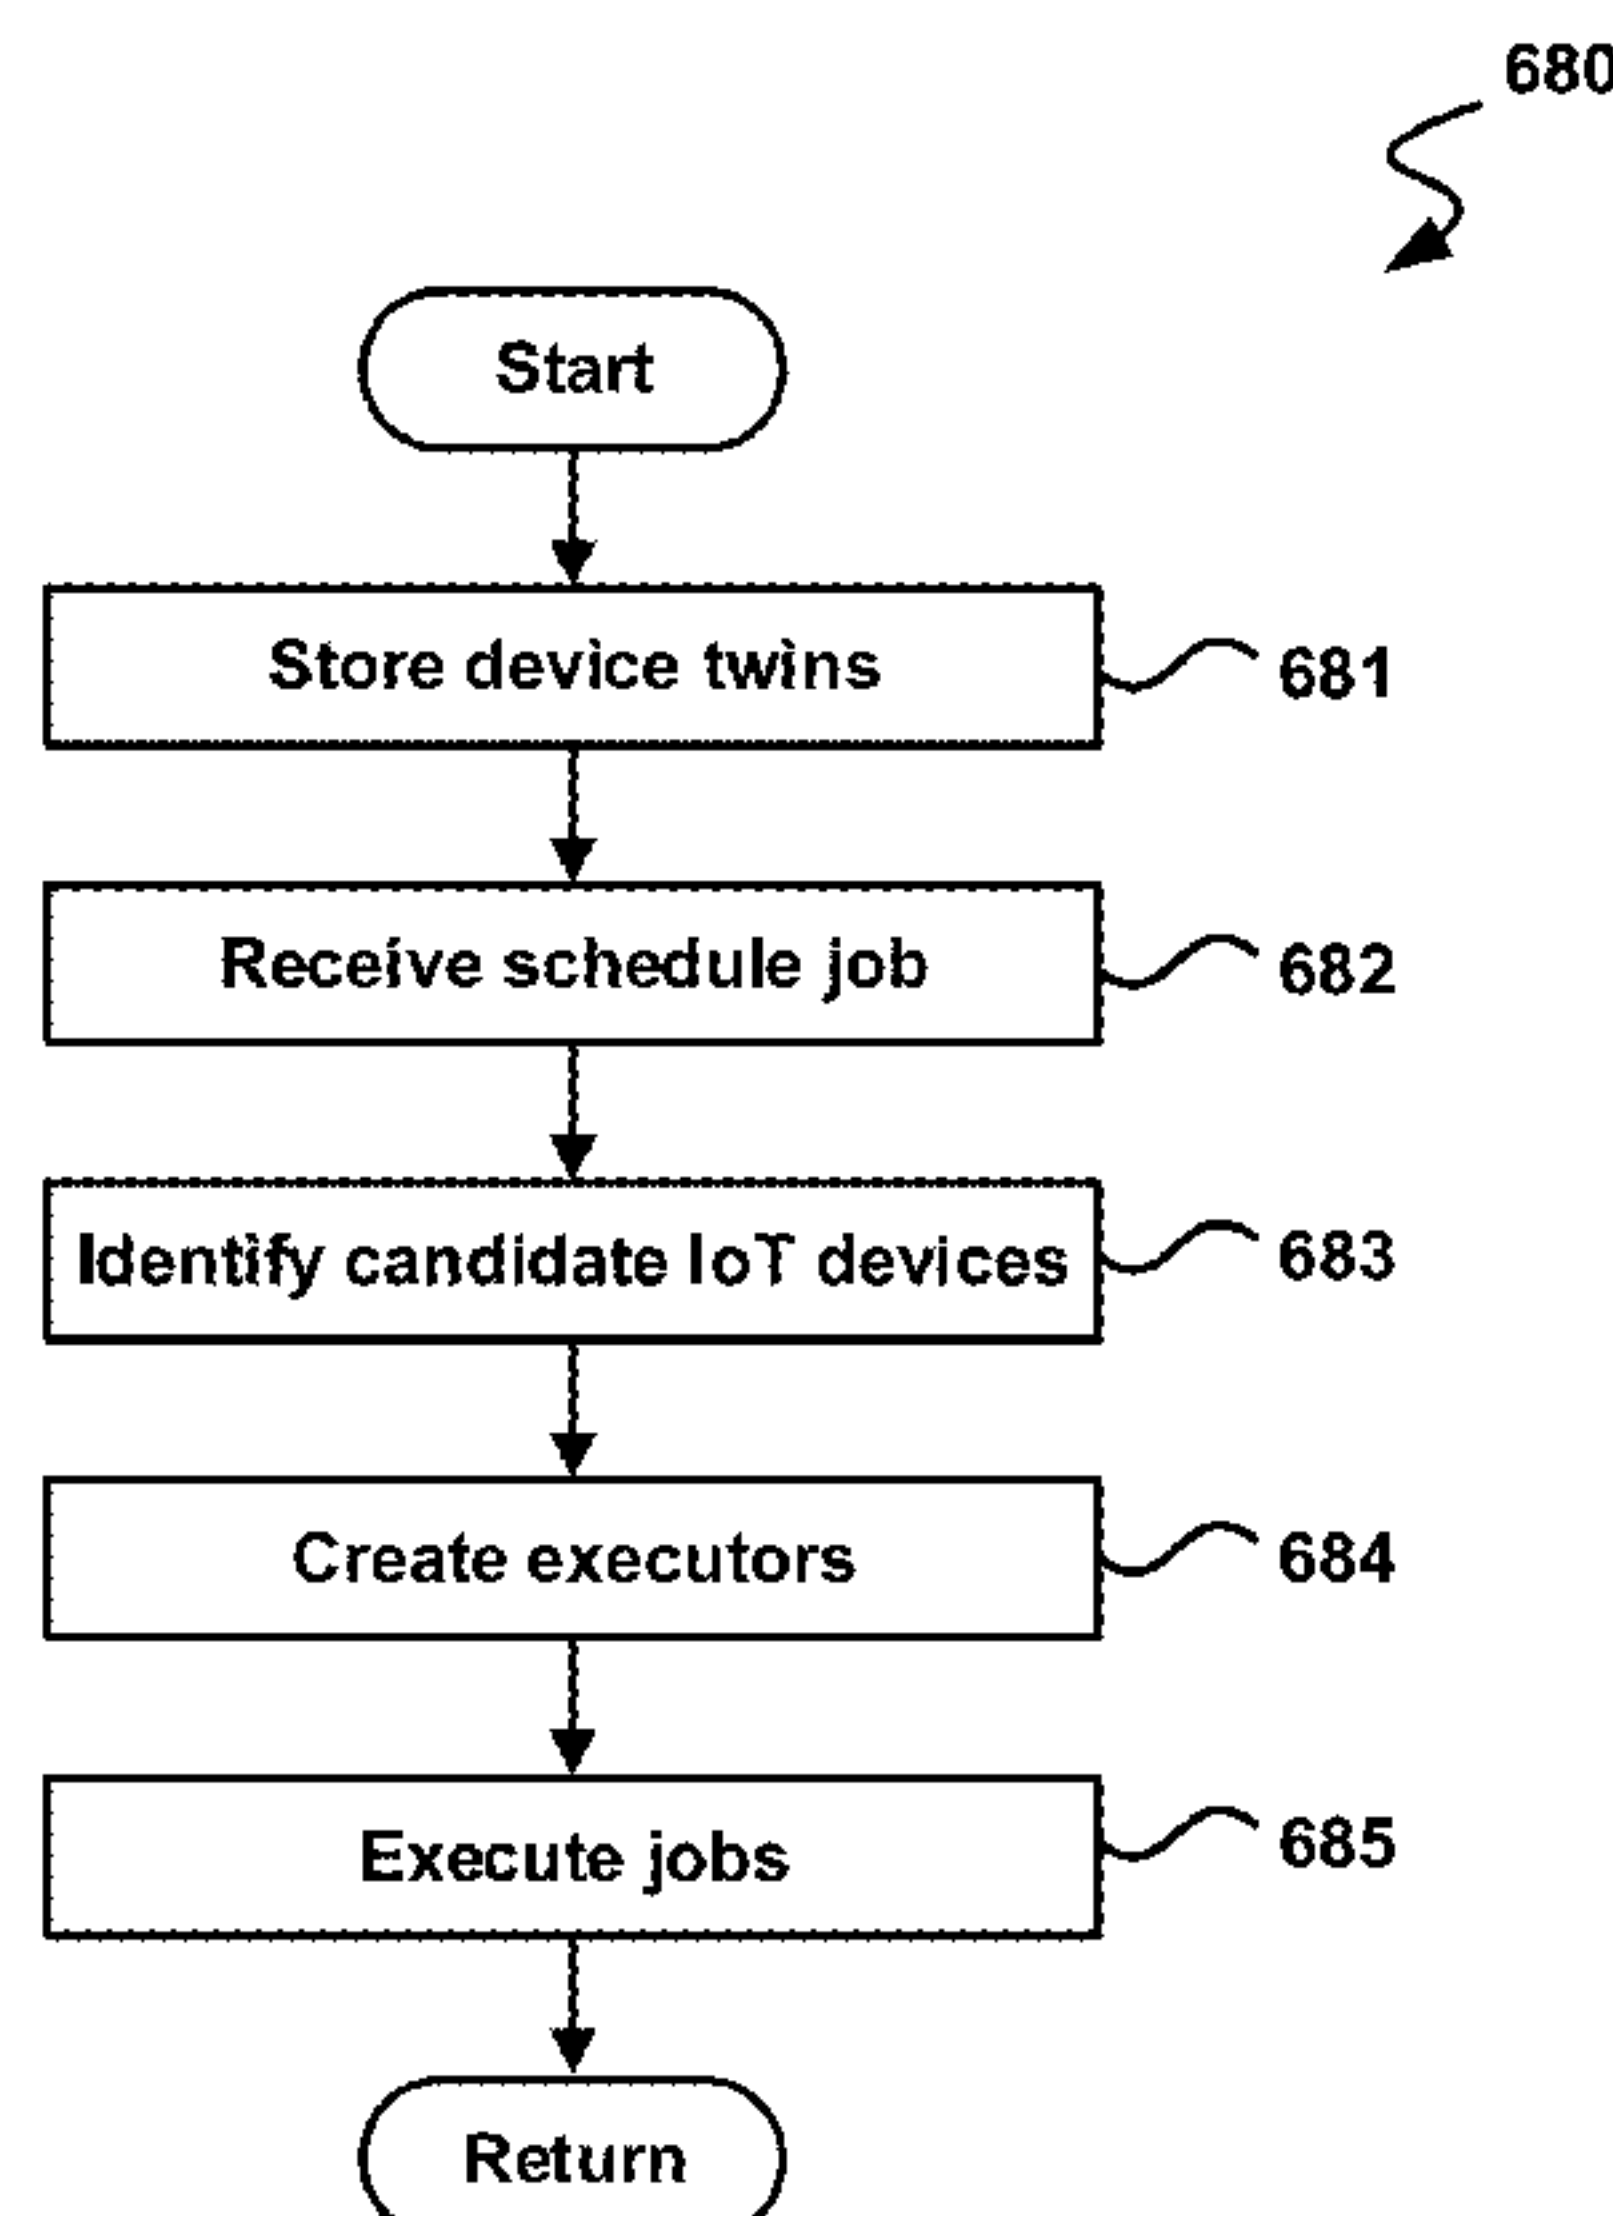 680
Start
Store device twins
681
Receive schedule job
682
Identify candidate IoT devices
683
Create executors
684
Execute jobs
685
Return